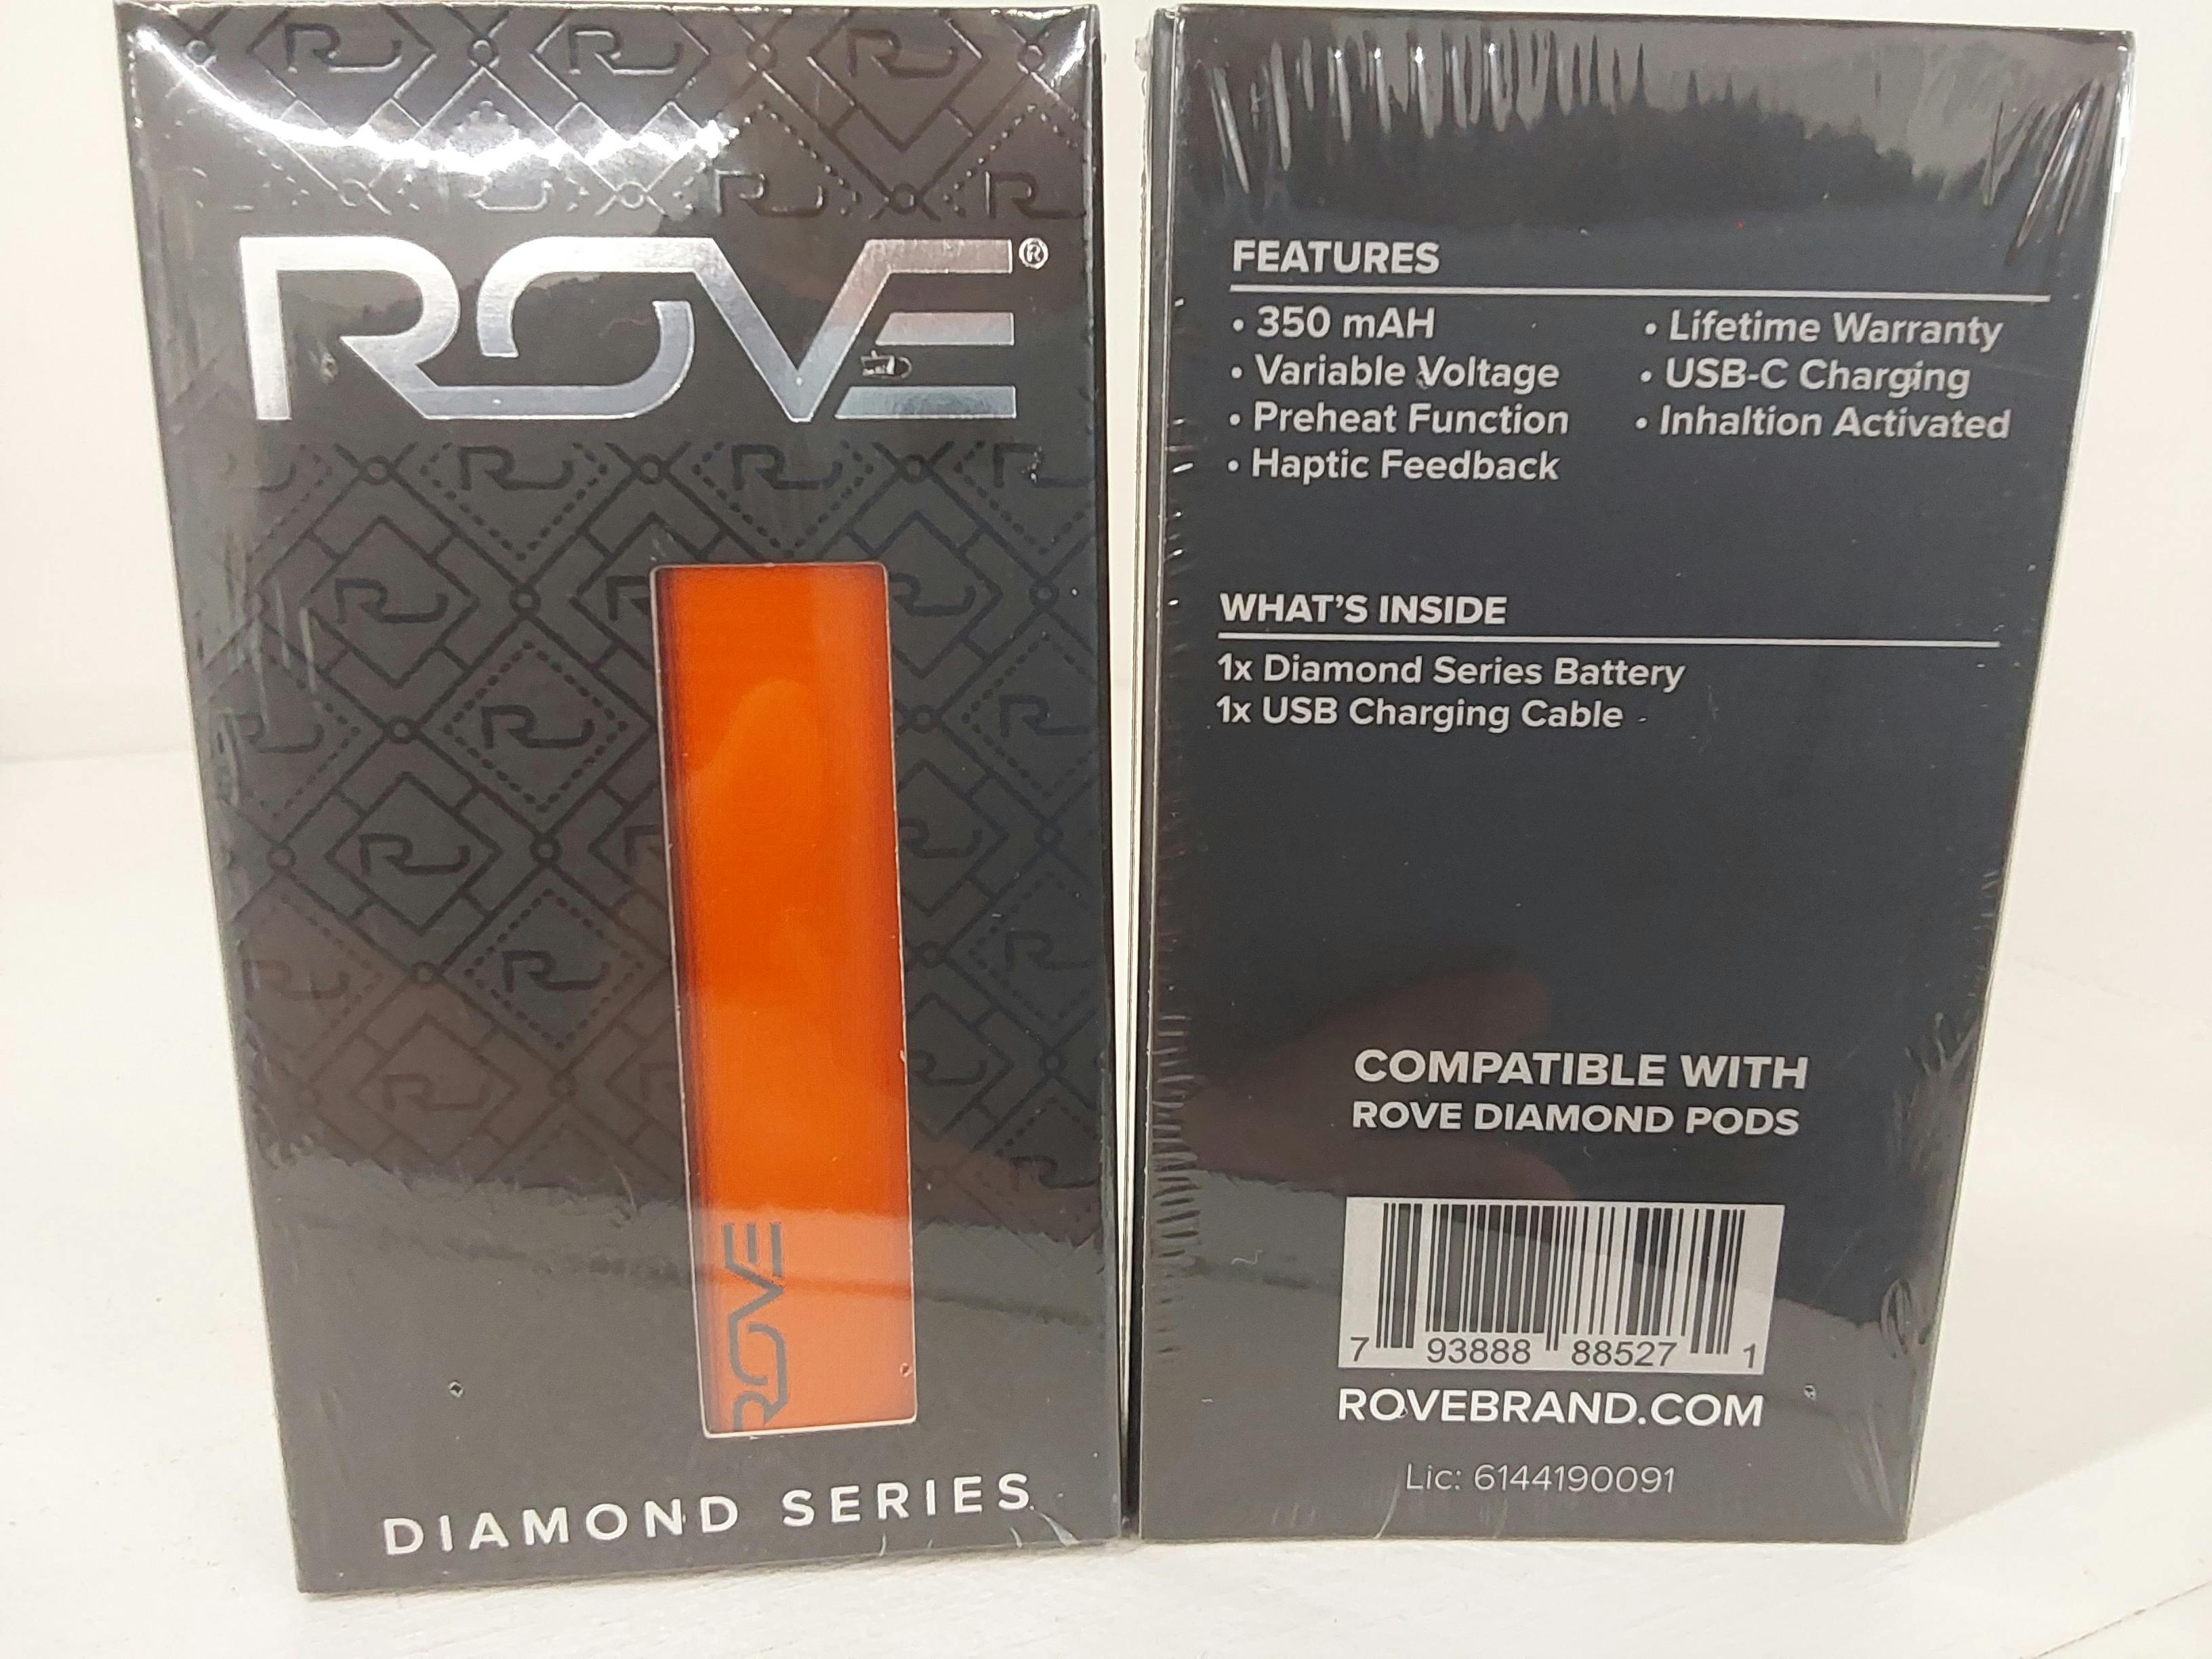 ROVE®
ROVE
DIAMOND SERIES
FEATURES
• 350 mAH
• Variable Voltage
• Preheat Function
• Haptic Feedback
• Lifetime Warranty
• USB-C Charging
• Inhaltion Activated
WHAT'S INSIDE
1x Diamond Series Battery
1x USB Charging Cable
COMPATIBLE WITH
ROVE DIAMOND PODS
7 93888 88527 1
ROVEBRAND.COM
Lic: 6144190091